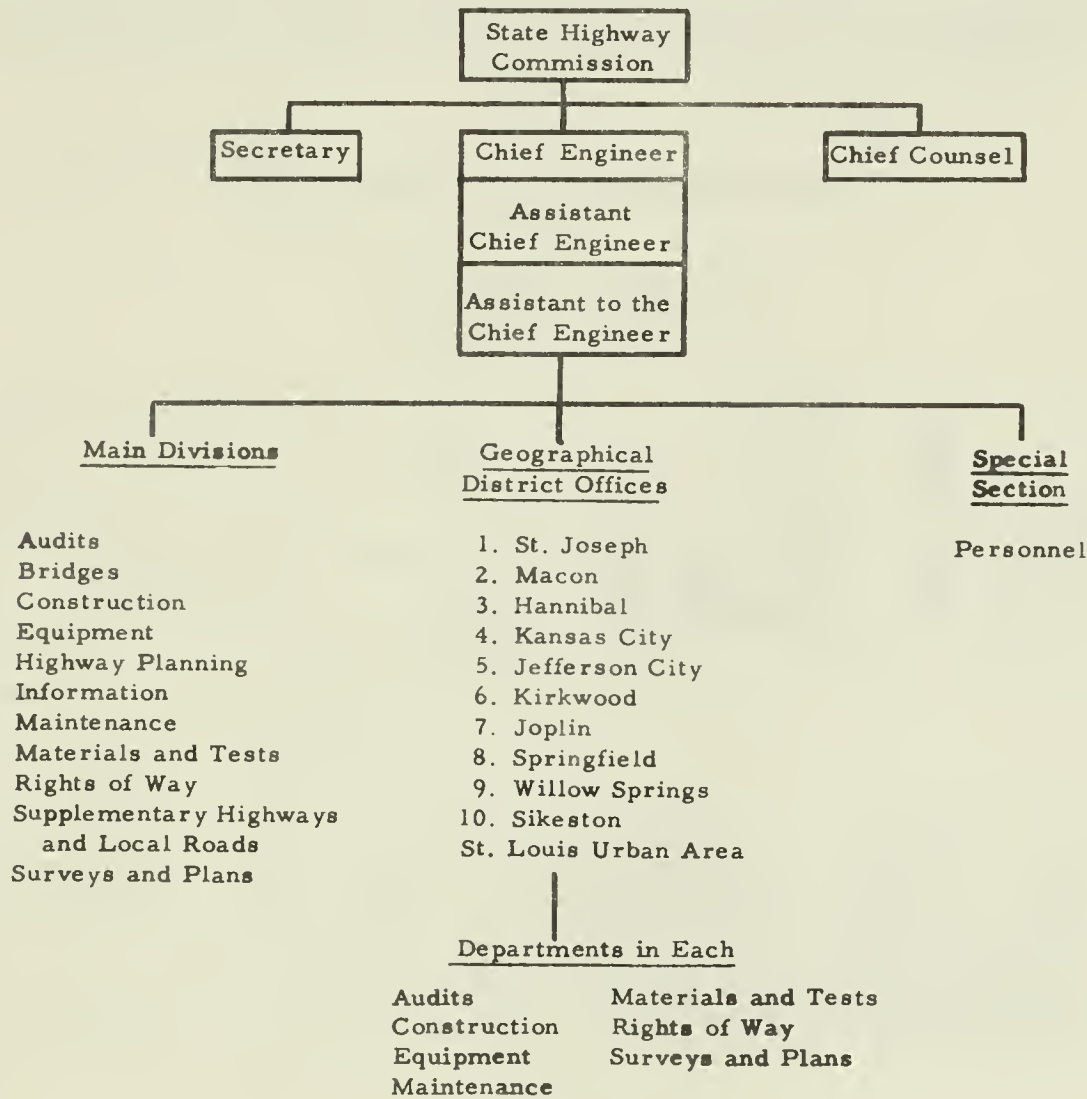 State Highway
Commission
Secretary
Chief Engineer
Chief Counsel
Assistant
Chief Engineer
Assistant to the
Chief Engineer
Main Divisions
Audits
Bridges
Construction
Equipment
Highway Planning
Information
Maintenance
Materials and Tests
Rights of Way
Supplementary Highways
and Local Roads
Surveys and Plans
Geographical
District Offices
1. St. Joseph
2. Macon
3. Hannibal
4. Kansas City
5. Jefferson City
6. Kirkwood
7. Joplin
8. Springfield
9. Willow Springs
10. Sikeston
St. Louis Urban Area
Special
Section
Personnel
Departments in Each
Audits
Construction
Equipment
Maintenance
Materials and Tests
Rights of Way
Surveys and Plans